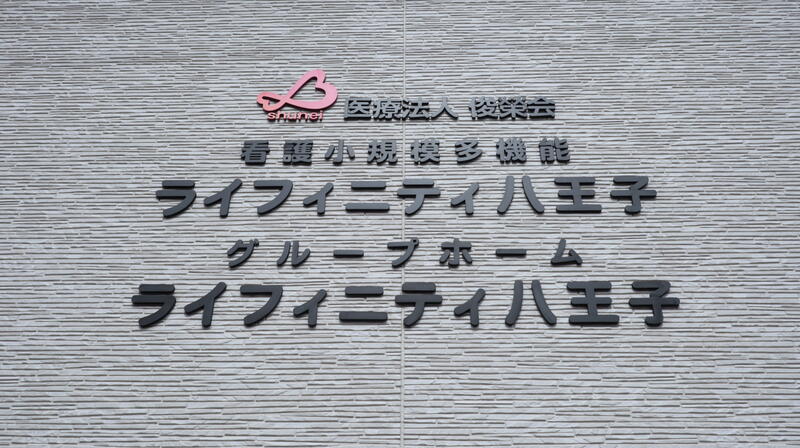 shunei 医療法人 俊榮会
看護小規模多機能
ライフィニティ八王子
グループホーム
ライフィニティ八王子